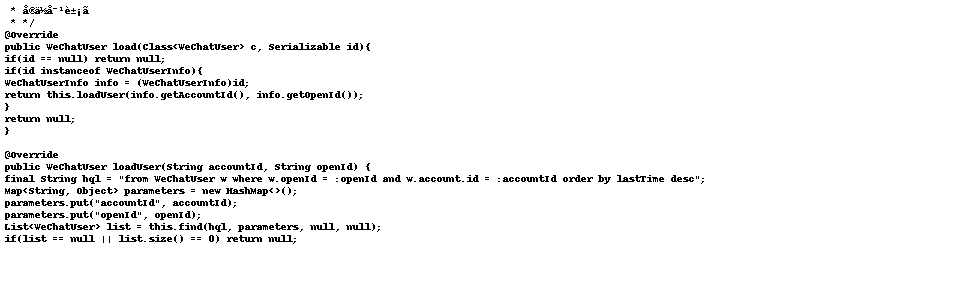 * å®ä½å¯¹è±¡ã
 * */
@Override
public WeChatUser load(Class<WeChatUser> c, Serializable id){
if(id == null) return null;
if(id instanceof WeChatUserInfo){
WeChatUserInfo info = (WeChatUserInfo)id;
return this.loadUser(info.getAccountId(), info.getOpenId());
}
return null;
}
@Override
public WeChatUser loadUser(String accountId, String openId) {
final String hql = "from WeChatUser w where w.openId = :openId and w.account.id = :accountId order by lastTime desc";
Map<String, Object> parameters = new HashMap<>();
parameters.put("accountId", accountId);
parameters.put("openId", openId);
List<WeChatUser> list = this.find(hql, parameters, null, null);
if(list == null || list.size() == 0) return null;